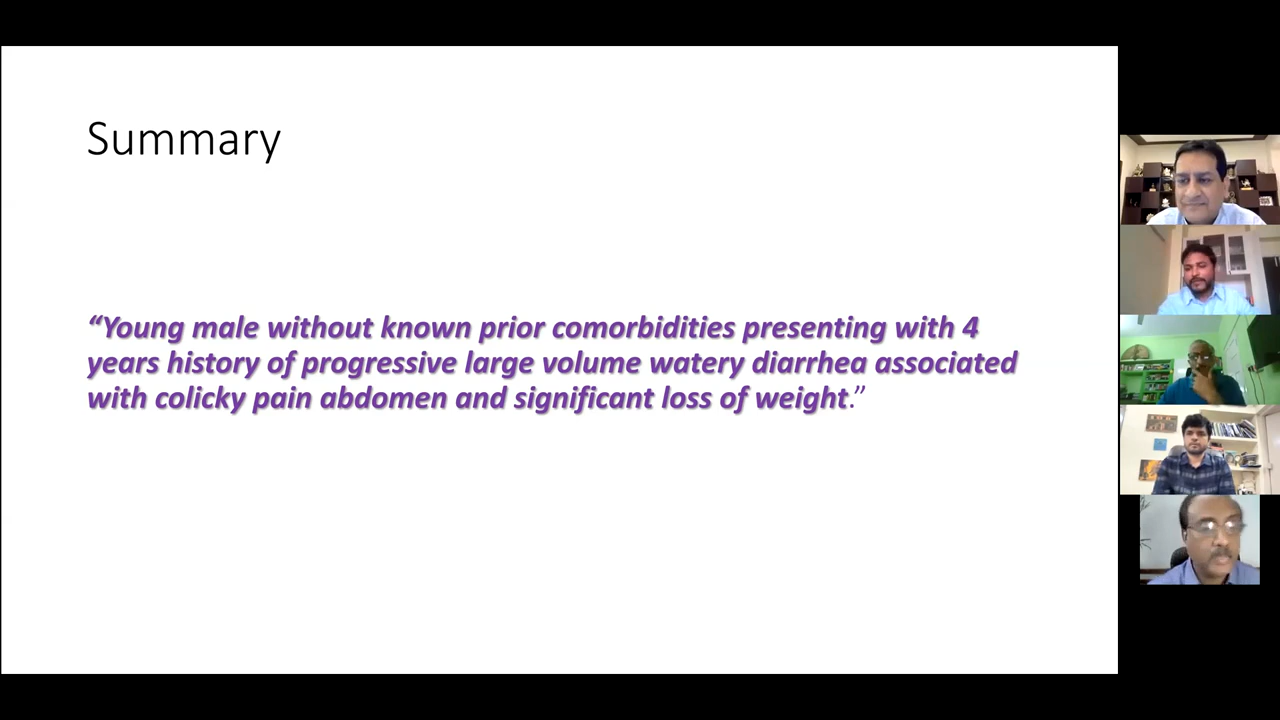 Summary
“Young male without known prior comorbidities presenting with 4
years history of progressive large volume watery diarrhea associated
with colicky pain abdomen and significant loss of weight.”